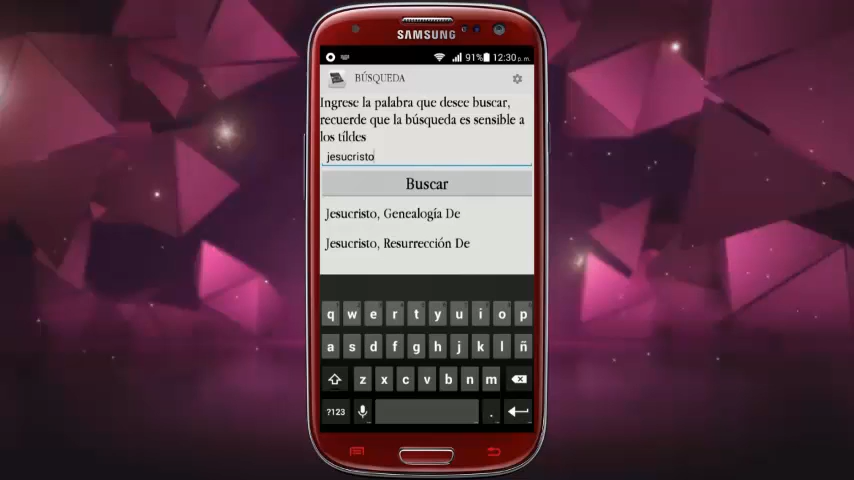 SAMSUNG
91% 12:30 p.m.
BÚSQUEDA
Ingrese la palabra que desee buscar,
recuerde que la búsqueda es sensible a
los tíldes
jesucristo
Buscar
Jesucristo, Genealogía De
Jesucristo, Resurrección De
q w e r t y u i o p
a s d f g h j k l ñ
z x c v b n m
?123 .